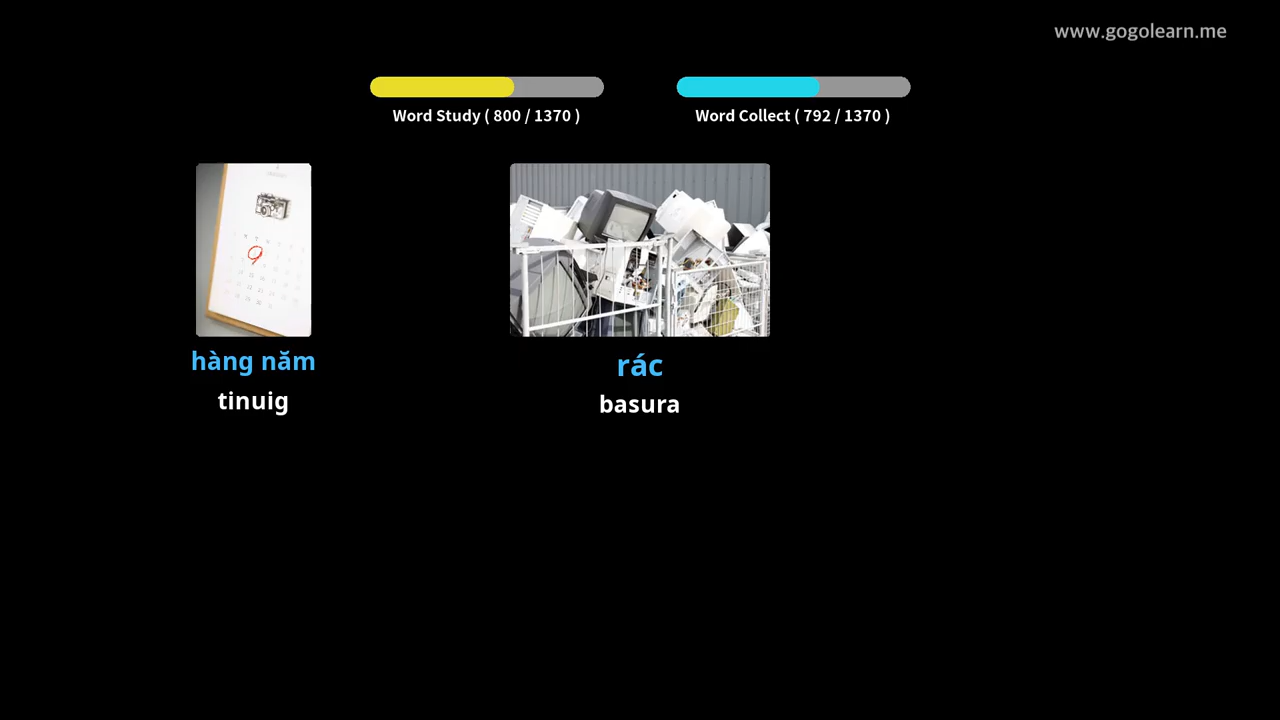 www.gogolearn.me
Word Study ( 800 / 1370 )
Word Collect ( 792 / 1370 )
hàng năm
tinuig
rác
basura